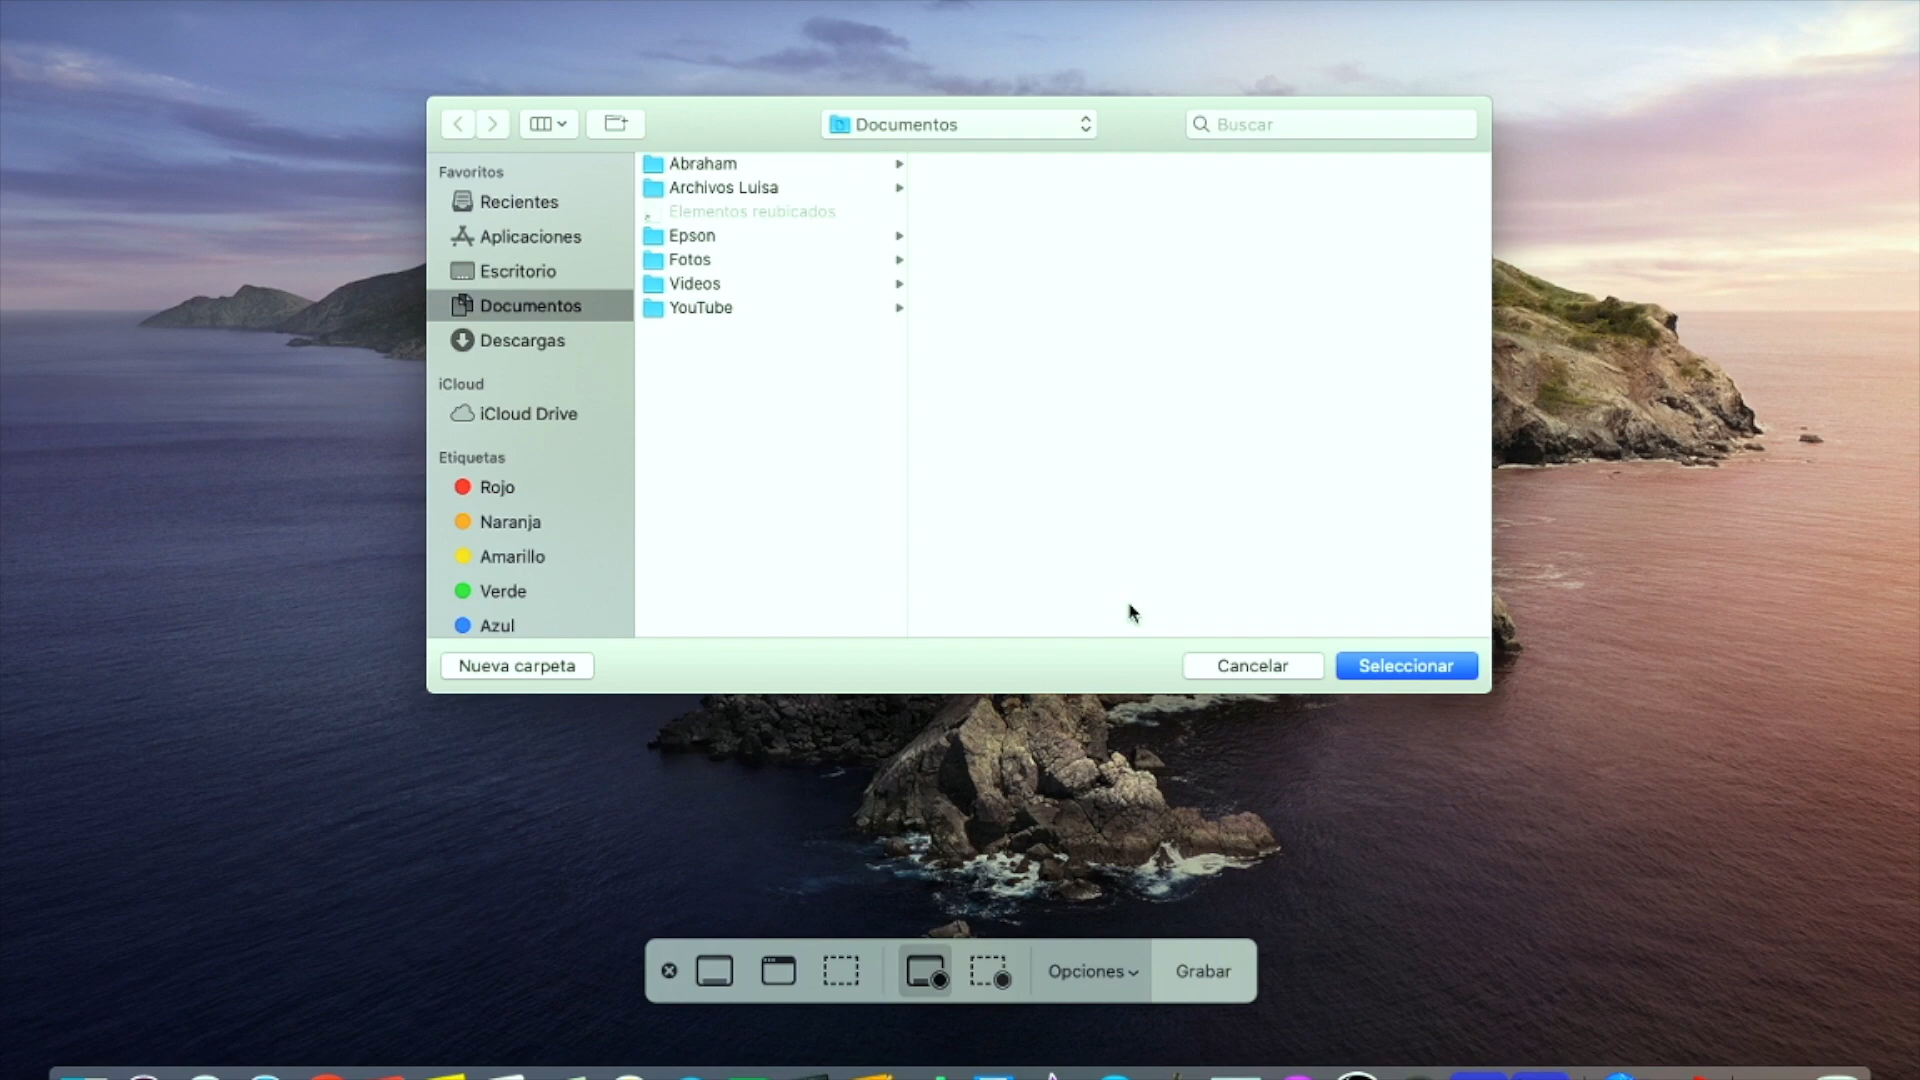 Documentos
Buscar
Favoritos
Recientes
Aplicaciones
Escritorio
Documentos
Descargas
iCloud
iCloud Drive
Etiquetas
Rojo
Naranja
Amarillo
Verde
Azul
Abraham
Archivos Luisa
Elementos reubicados
Epson
Fotos
Videos
YouTube
Nueva carpeta
Cancelar
Seleccionar
Opciones
Grabar